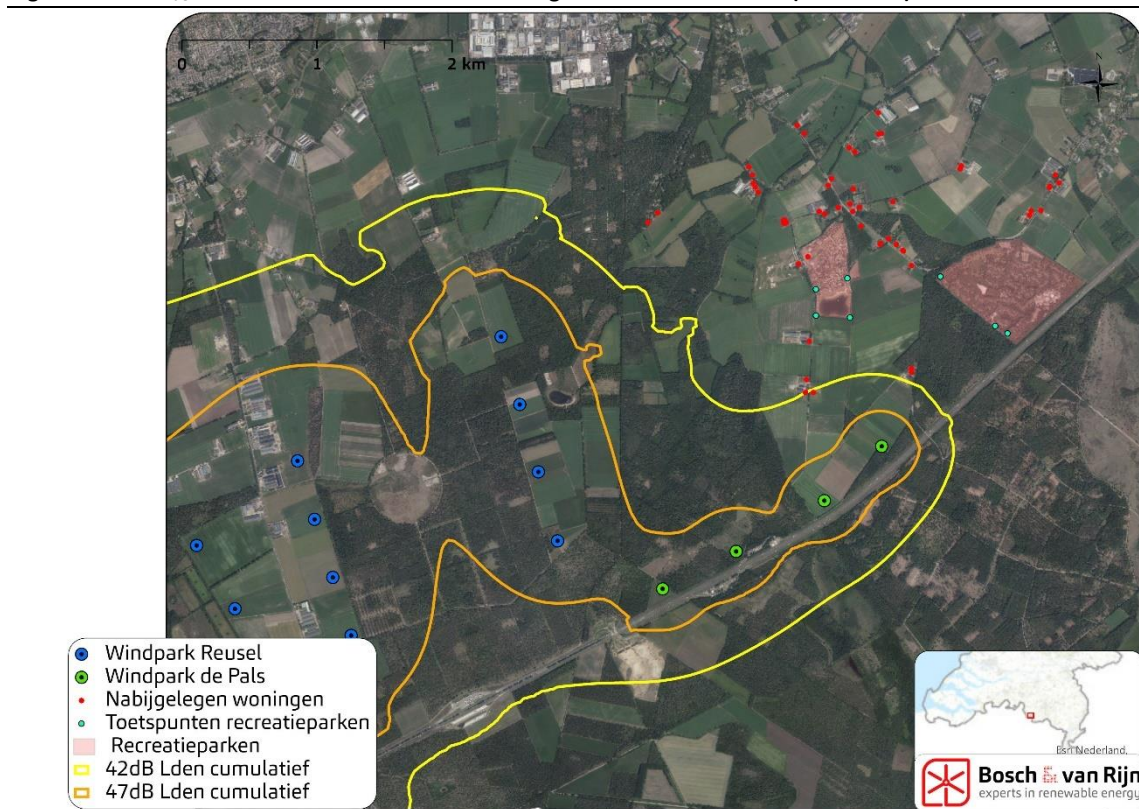 0 1 2 km
N
Windpark Reusel
Windpark de Pals
Nabijgelegen woningen
Toetspunten recreatieparken
Recreatieparken
42dB Lden cumulatief
47dB Lden cumulatief
Esri Nederland,
Bosch & van Rijn
experts in renewable energy